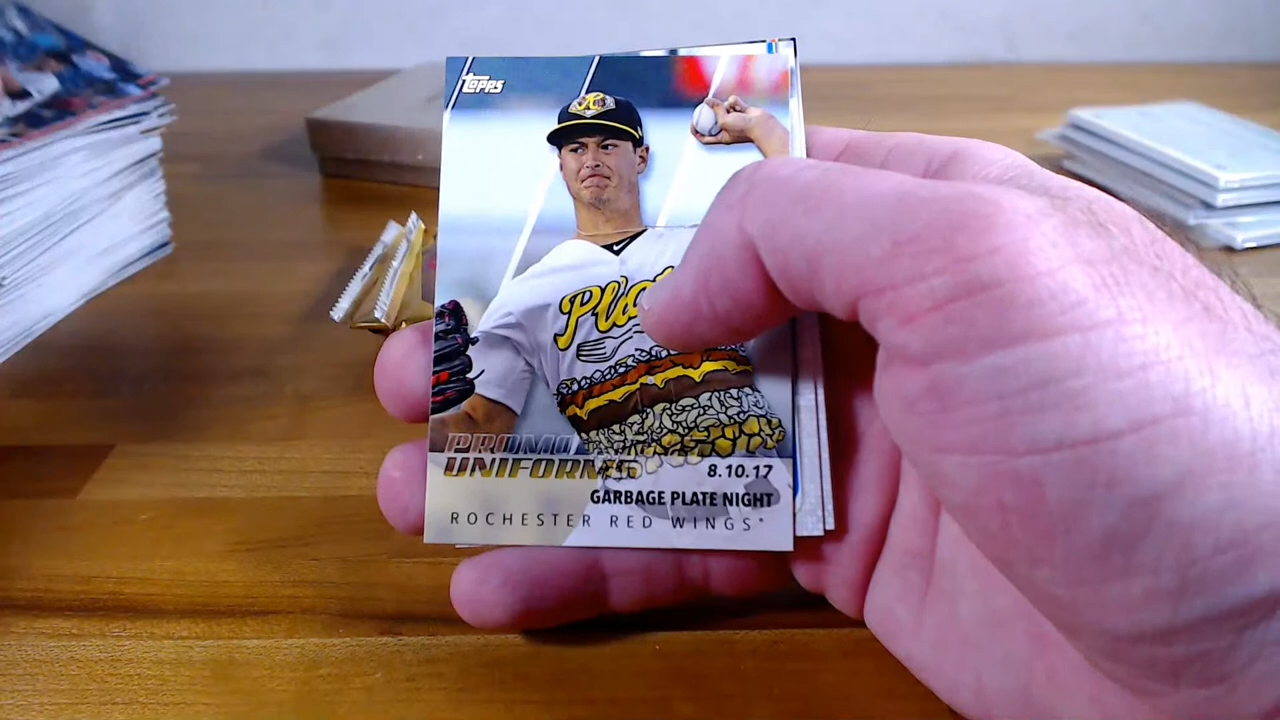 Topps
PROMO
UNIFORMS
8.10.17
GARBAGE PLATE NIGHT
ROCHESTER RED WINGS